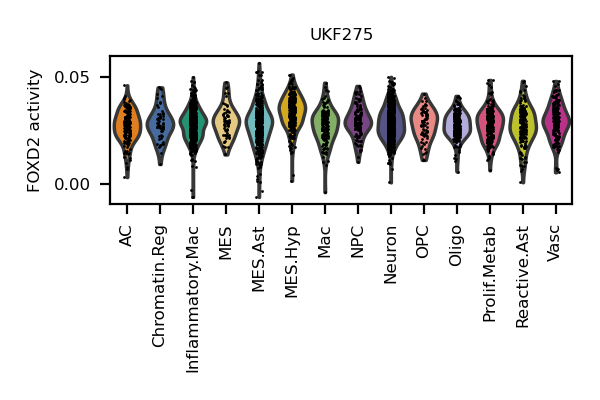 UKF275
FOXD2 activity
0.05
0.00
AC
Chromatin.Reg
Inflammatory.Mac
MES
MES.Ast
MES.Hyp
Mac
NPC
Neuron
OPC
Oligo
Prolif.Metab
Reactive.Ast
Vasc